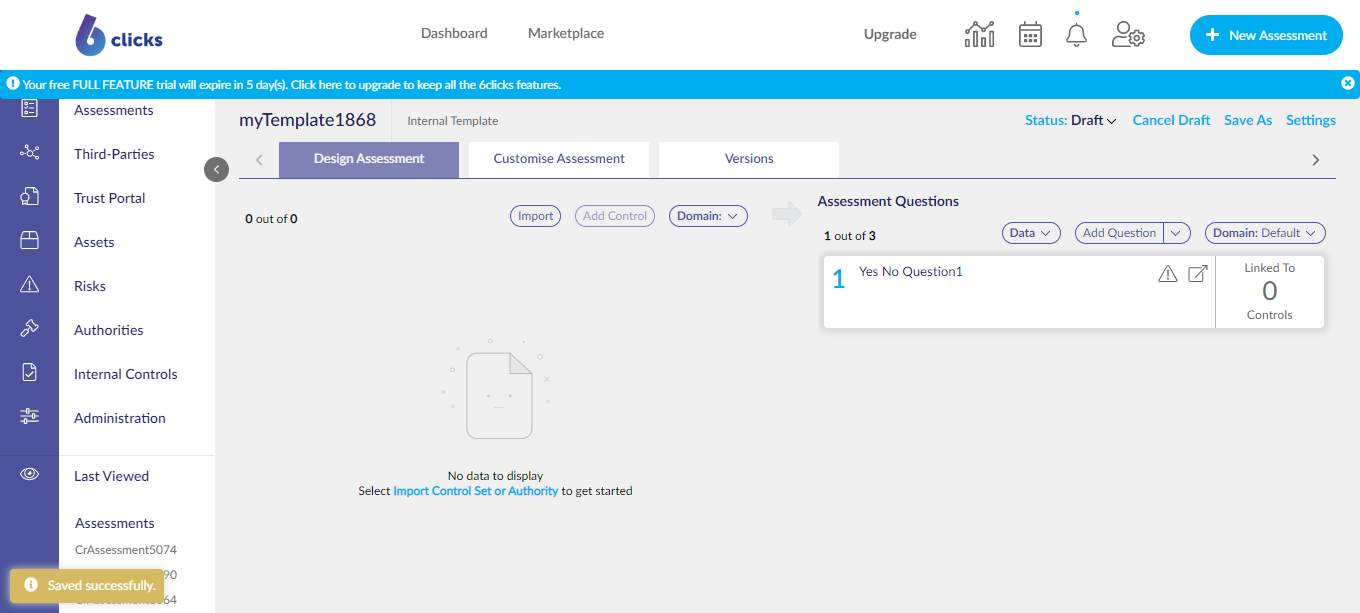 6clicks
Dashboard
Marketplace
Upgrade
New Assessment
Your free FULL FEATURE trial will expire in 5 day(s). Click here to upgrade to keep all the 6clicks features.
Assessments
Third-Parties
Trust Portal
Assets
Risks
Authorities
Internal Controls
Administration
Last Viewed
Assessments
CrAssessment5074
90
64
Saved successfully.
myTemplate1868
Internal Template
Status: Draft
Cancel Draft
Save As
Settings
Design Assessment
Customise Assessment
Versions
0 out of 0
Import
Add Control
Domain:
No data to display
Select Import Control Set or Authority to get started
Assessment Questions
1 out of 3
Data
Add Question
Domain: Default
1
Yes No Question1
Linked To
0
Controls